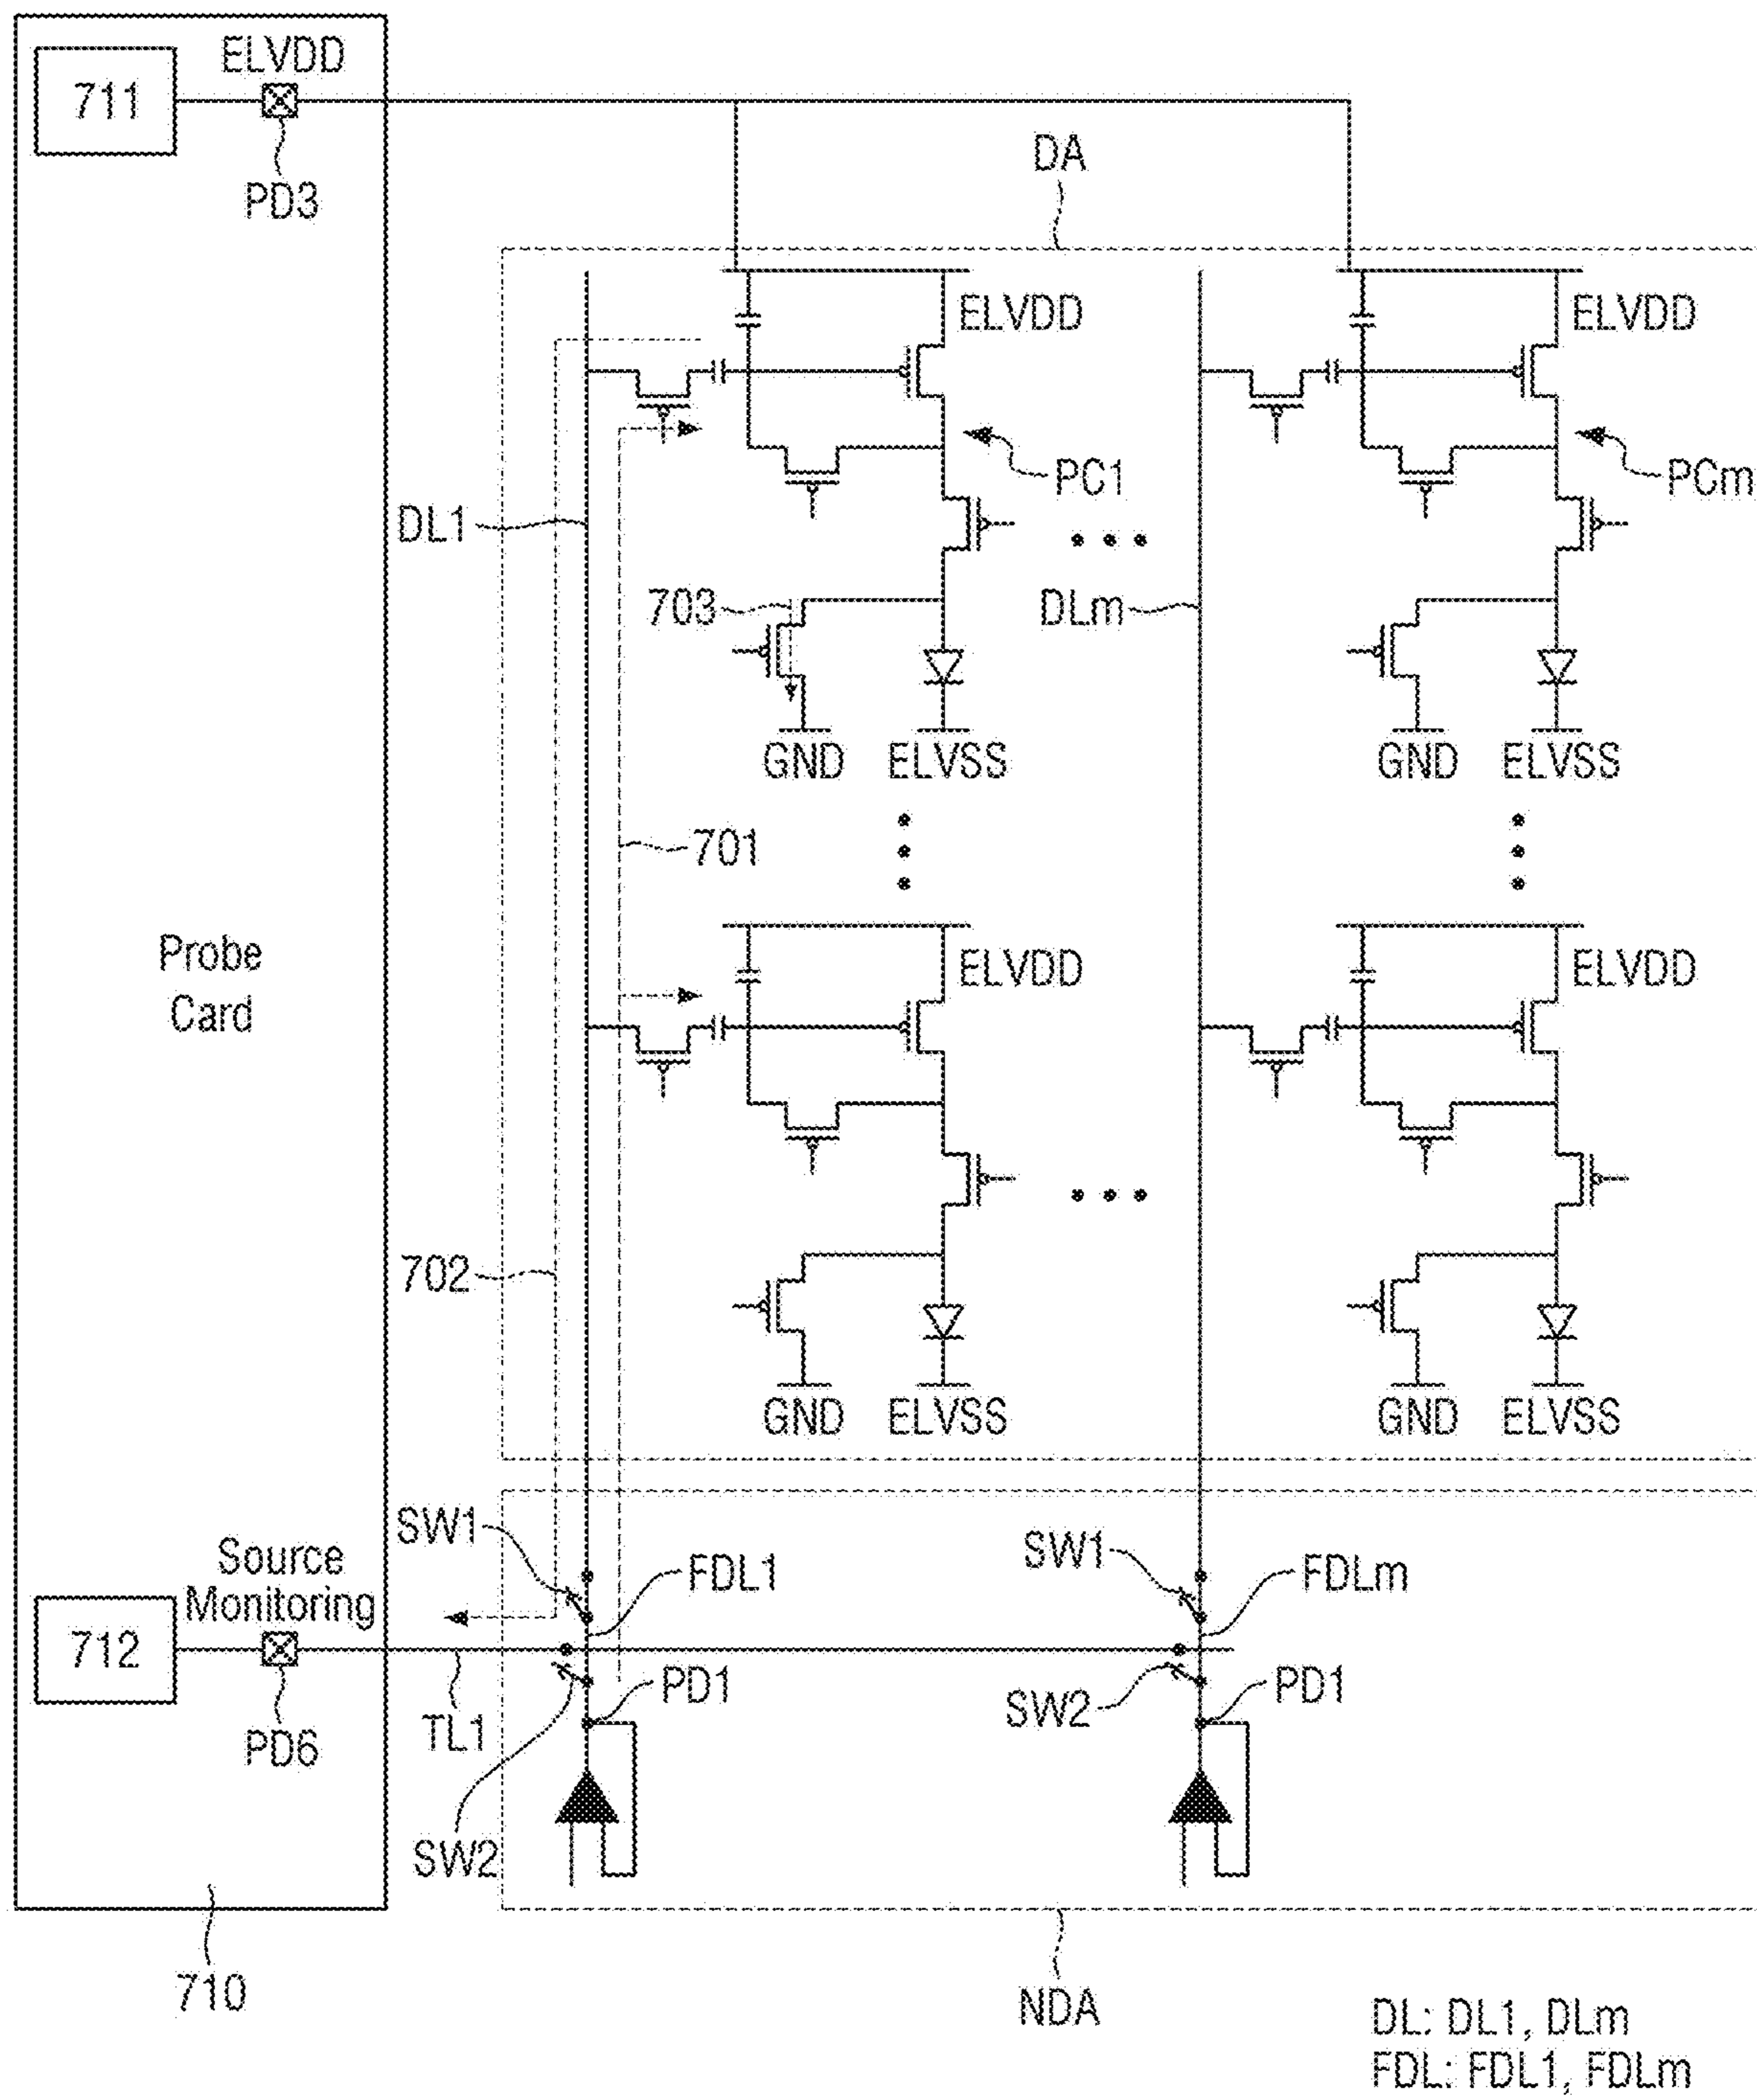 ELVDD
711
PD3
DA
ELVDD
ELVDD
PC1
PCm
DL1
703
DLm
GND
ELVSS
GND
ELVSS
701
Probe
Card
ELVDD
ELVDD
702
GND
ELVSS
GND
ELVSS
SW1
SW1
Source
Monitoring
FDL1
FDLm
712
PD1
PD1
SW2
TL1
PD6
SW2
710
NDA
DL: DL1, DLm
FDL: FDL1, FDLm